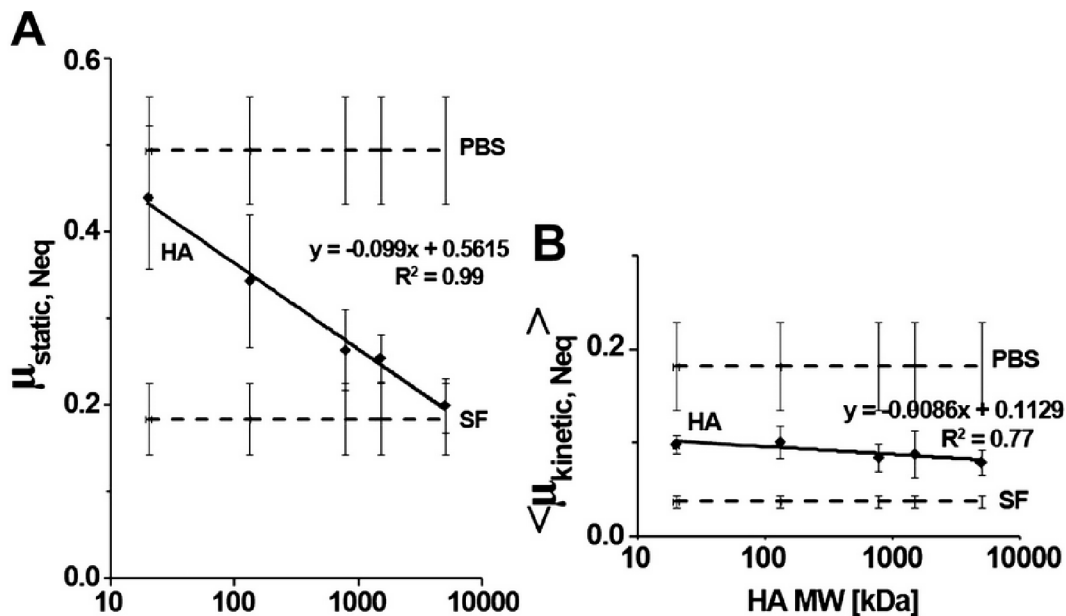 A
0.6
0.4
0.2
0.0
μstatic, Neq
PBS
HA
y = -0.099x + 0.5615
R² = 0.99
SF
10
100
1000
10000
B
0.2
0.0
<μkinetic, Neq>
PBS
HA
y = -0.0086x + 0.1129
R² = 0.77
SF
10
100
1000
10000
HA MW [kDa]